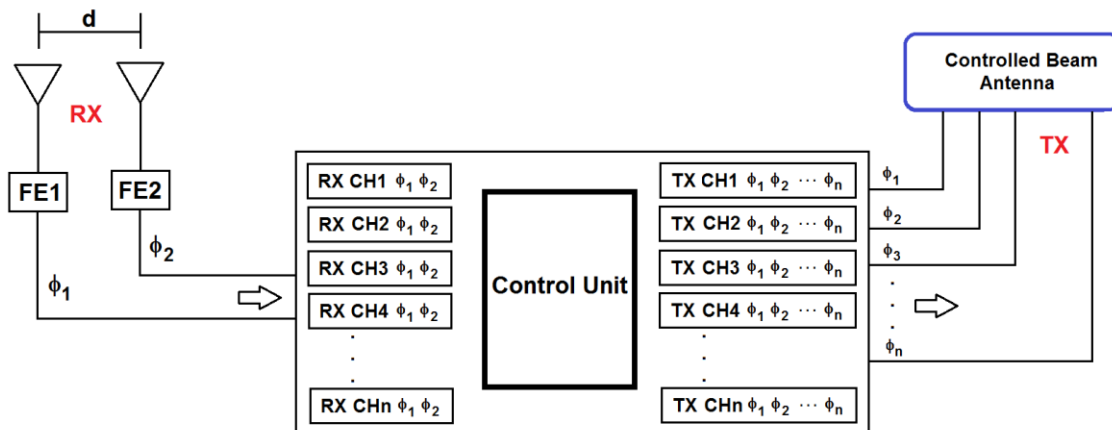 d
RX
FE1
FE2
ϕ1
ϕ2
RX CH1 ϕ1 ϕ2
RX CH2 ϕ1 ϕ2
RX CH3 ϕ1 ϕ2
RX CH4 ϕ1 ϕ2
RX CHn ϕ1 ϕ2
Control Unit
TX CH1 ϕ1 ϕ2 ··· ϕn
TX CH2 ϕ1 ϕ2 ··· ϕn
TX CH3 ϕ1 ϕ2 ··· ϕn
TX CH4 ϕ1 ϕ2 ··· ϕn
TX CHn ϕ1 ϕ2 ··· ϕn
Controlled Beam
Antenna
TX
ϕ1
ϕ2
ϕ3
ϕn